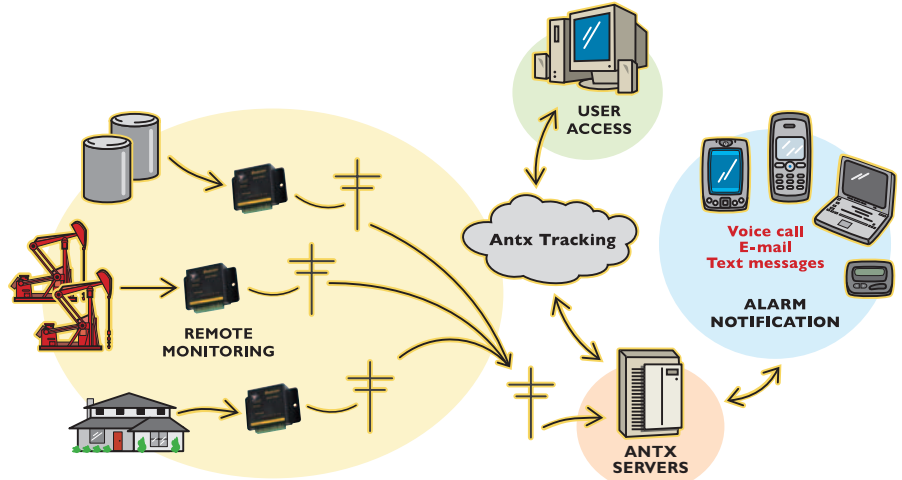 USER
ACCESS
Antx Tracking
Voice call
E-mail
Text messages
ALARM
NOTIFICATION
REMOTE
MONITORING
ANTX
SERVERS